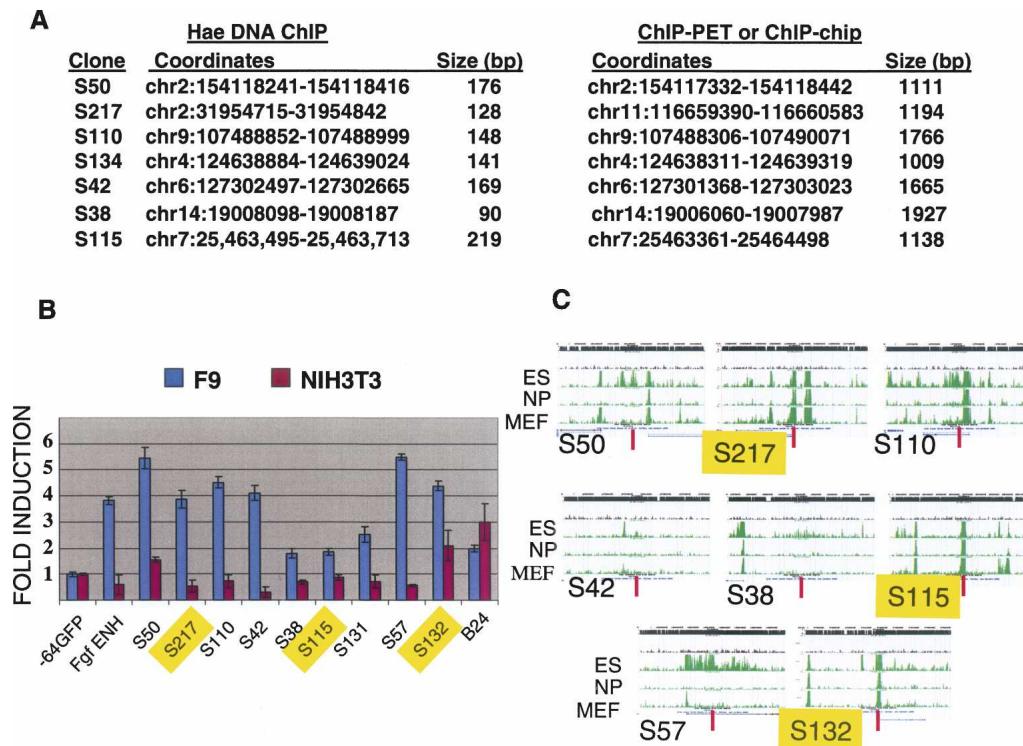 A
Hae DNA ChIP
ChIP-PET or ChIP-chip
Clone Coordinates Size (bp) Coordinates Size (bp)
S50 chr2:154118241-154118416 176 chr2:154117332-154118442 1111
S217 chr2:31954715-31954842 128 chr11:116659390-116660583 1194
S110 chr9:107488852-107488999 148 chr9:107488306-107490071 1766
S134 chr4:124638884-124639024 141 chr4:124638311-124639319 1009
S42 chr6:127302497-127302665 169 chr6:127301368-127303023 1665
S38 chr14:19008098-19008187 90 chr14:19006060-19007987 1927
S115 chr7:25,463,495-25,463,713 219 chr7:25463361-25464498 1138
B
F9 NIH3T3
FOLD INDUCTION
6
5
4
3
2
1
-64GFP Fgf ENH S50 S217 S110 S42 S38 S115 S131 S57 S132 B24
C
ES
NP
MEF
S50 S217 S110
ES
NP
MEF
S42 S38 S115
ES
NP
MEF
S57 S132